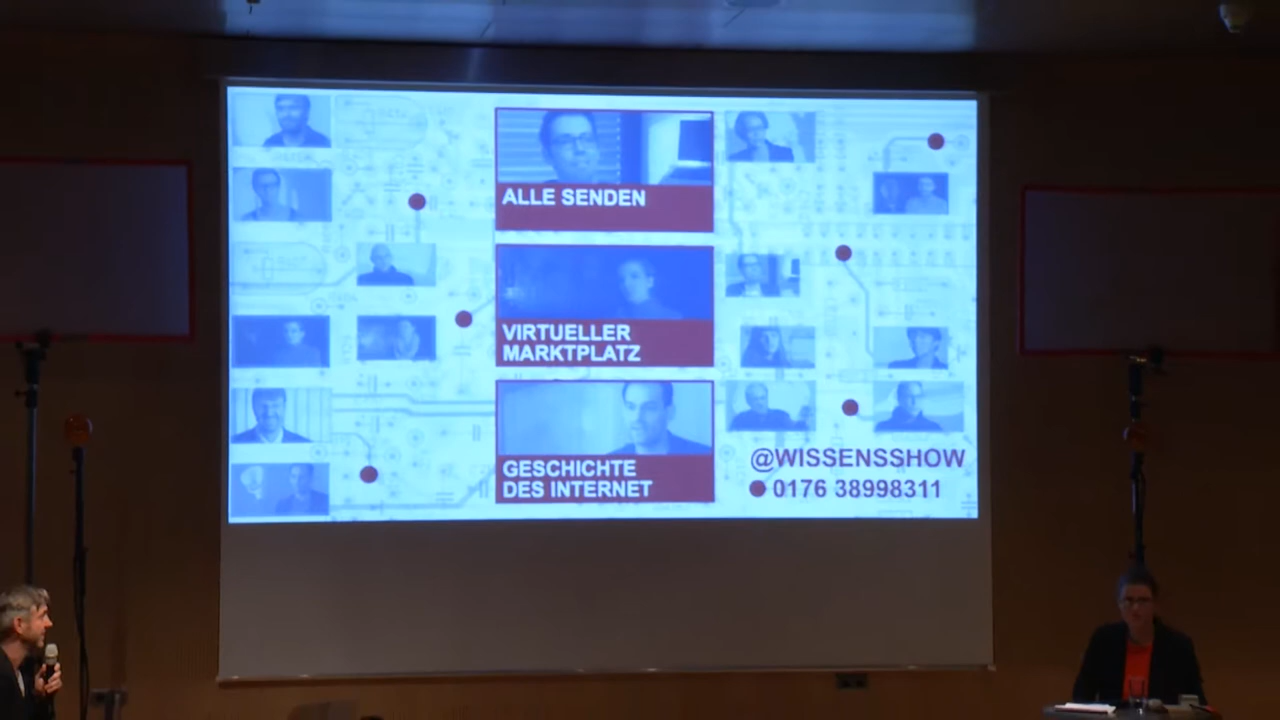 ALLE SENDEN
VIRTUELLER
MARKTPLATZ
GESCHICHTE
DES INTERNET
@WISSENSSHOW
0176 38998311